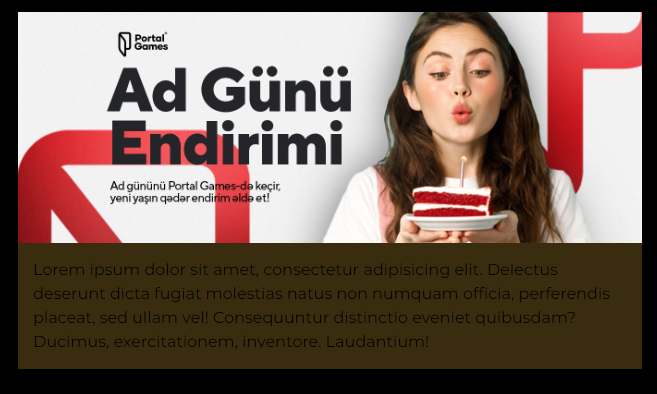 Portal
Games
Ad Günü
Endirimi
Ad gününü Portal Games-də keçir,
yeni yaşın qədər endirim əldə et!
Lorem ipsum dolor sit amet, consectetur adipisicing elit. Delectus
deserunt dicta fugiat molestias natus non numquam officia, perferendis
placeat, sed ullam vel! Consequuntur distinctio eveniet quibusdam?
Ducimus, exercitationem, inventore. Laudantium!